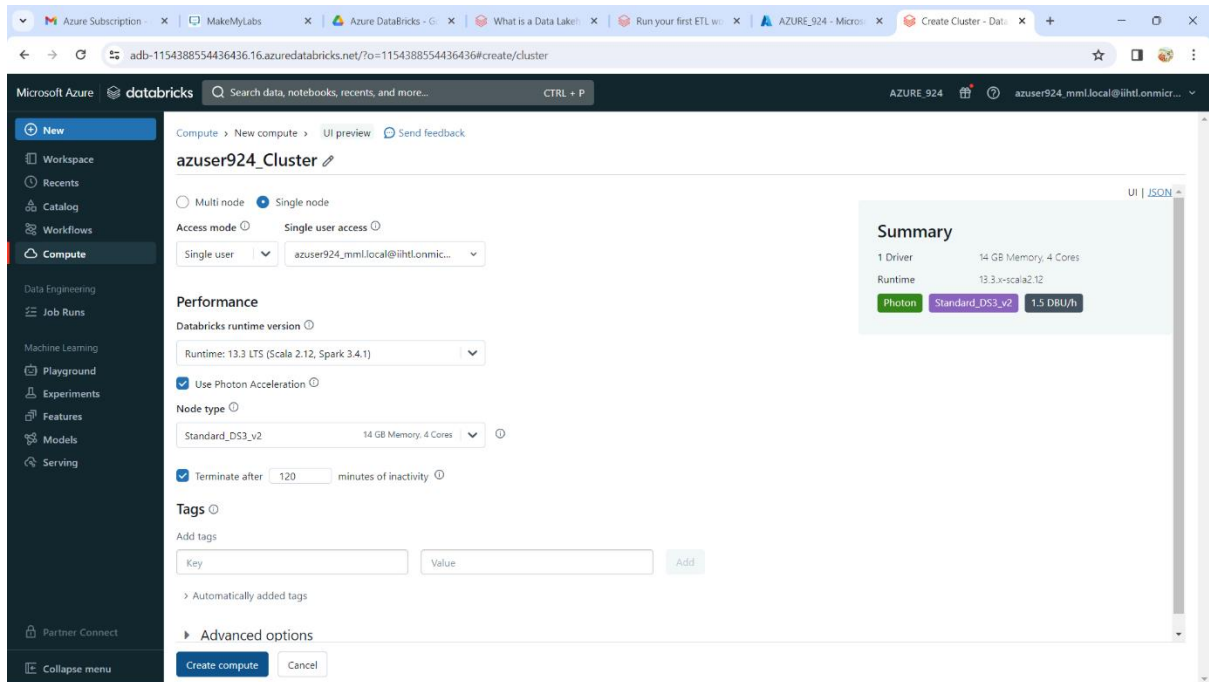 Azure Subscription -
MakeMyLabs
Azure DataBricks - G
What is a Data Lakeh
Run your first ETL wo
AZURE_924 - Micros
Create Cluster - Data
adb-1154388554436436.16.azuredatabricks.net/?o=1154388554436436#create/cluster
Microsoft Azure databricks
Search data, notebooks, recents, and more... CTRL + P
AZURE_924
azuser924_mml.local@iihtl.onmicr...
New
Workspace
Recents
Catalog
Workflows
Compute
Data Engineering
Job Runs
Machine Learning
Playground
Experiments
Features
Models
Serving
Partner Connect
Collapse menu
Compute > New compute > UI preview Send feedback
azuser924_Cluster
Multi node Single node
Access mode Single user access
Single user azuser924_mml.local@iihtl.onmic...
Performance
Databricks runtime version
Runtime: 13.3 LTS (Scala 2.12, Spark 3.4.1)
Use Photon Acceleration
Node type
Standard_DS3_v2 14 GB Memory, 4 Cores
Terminate after 120 minutes of inactivity
Tags
Add tags
Key Value Add
> Automatically added tags
Advanced options
Create compute Cancel
UI | JSON
Summary
1 Driver 14 GB Memory, 4 Cores
Runtime 13.3.x-scala2.12
Photon Standard_DS3_v2 1.5 DBU/h